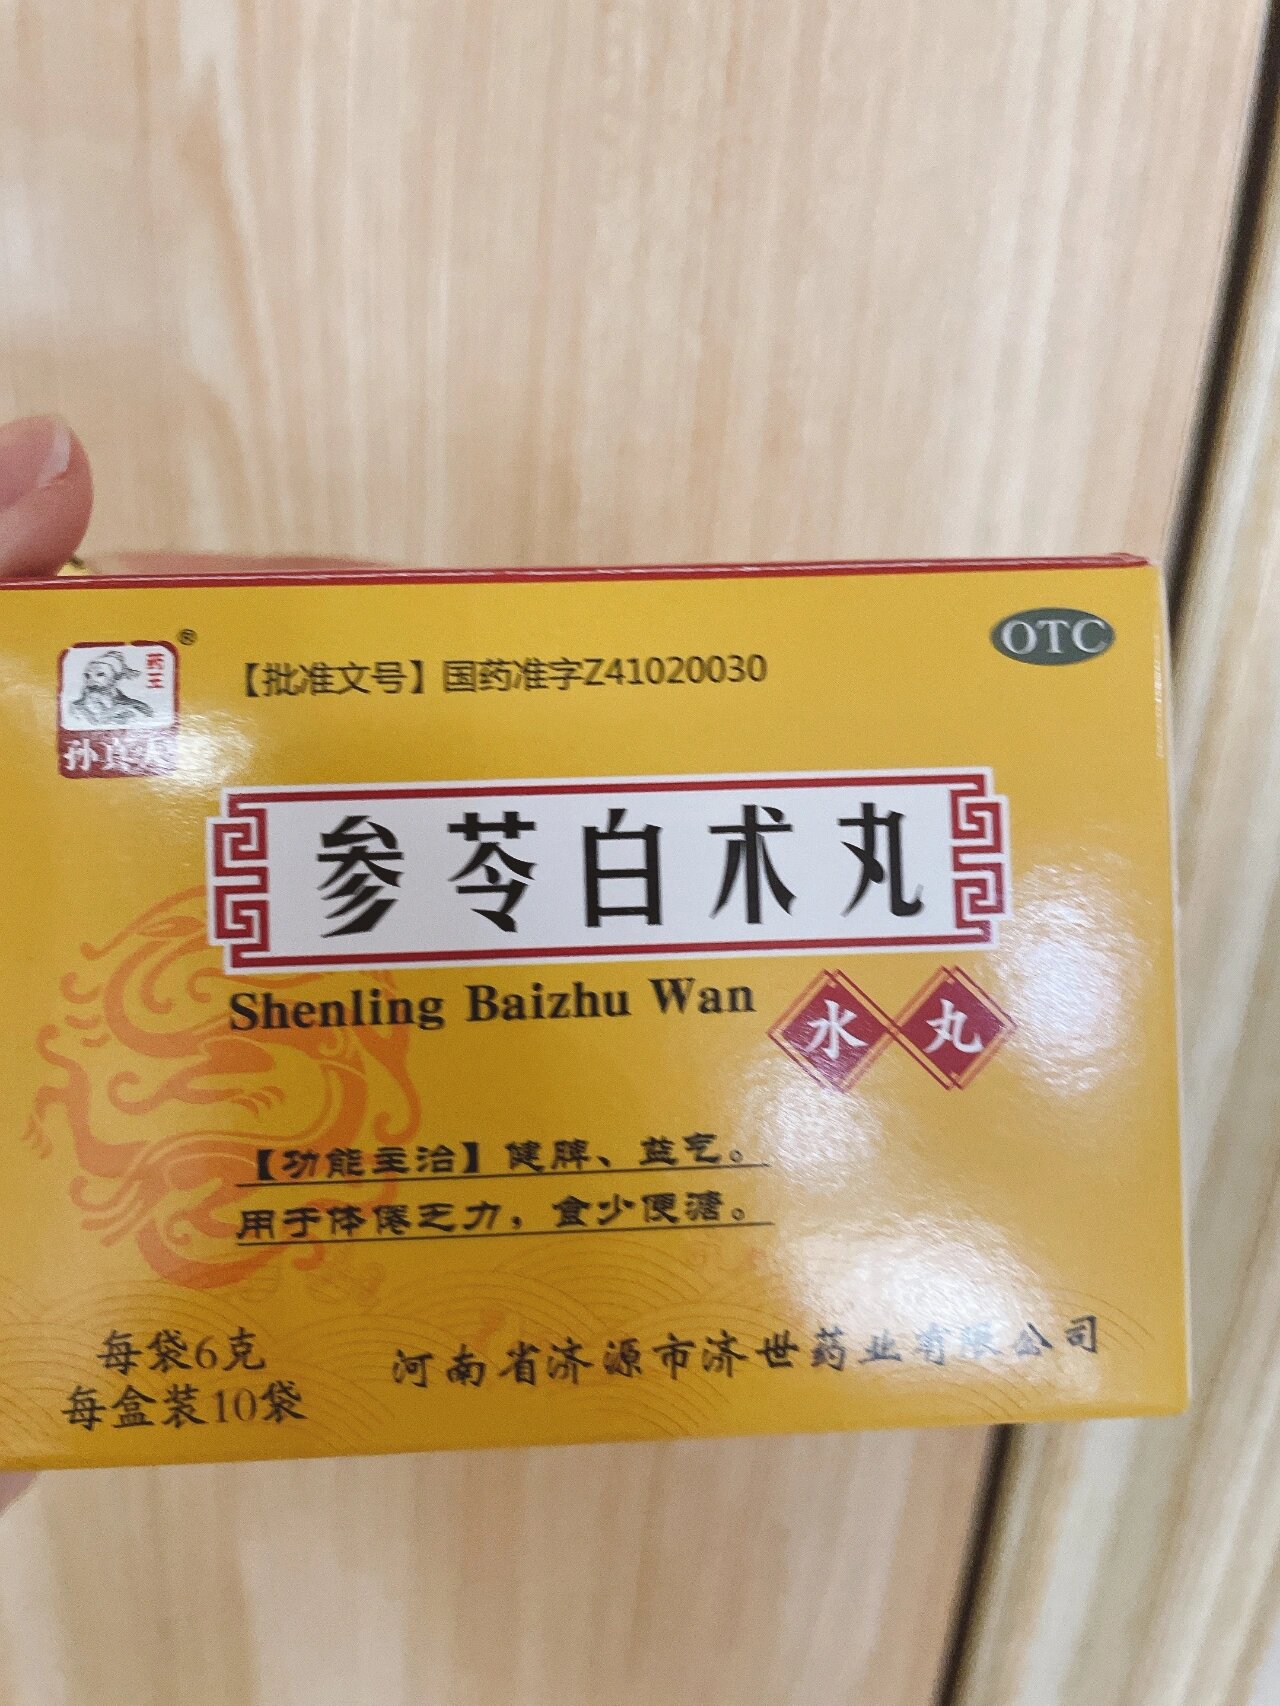 药王
孙真人
®
【批准文号】国药准字Z41020030
OTC
参苓白术丸
Shenling Baizhu Wan
水丸
【功能主治】健脾、益气。
用于体倦乏力，食少便溏。
每袋6克
每盒装10袋
河南省济源市济世药业有限公司